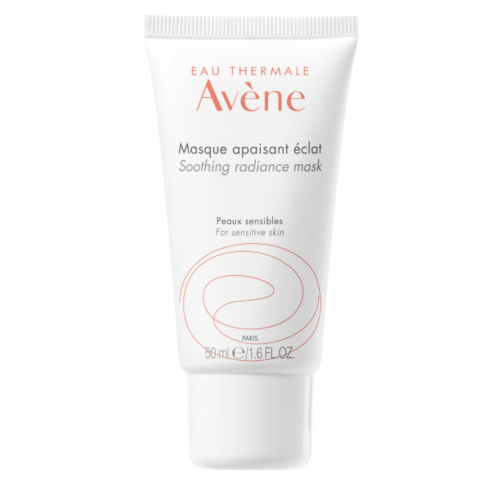 EAU THERMALE
Avène
Masque apaisant éclat
Soothing radiance mask
Peaux sensibles
For sensitive skin
PARIS
50 ml ℮/1.6 FL.OZ.